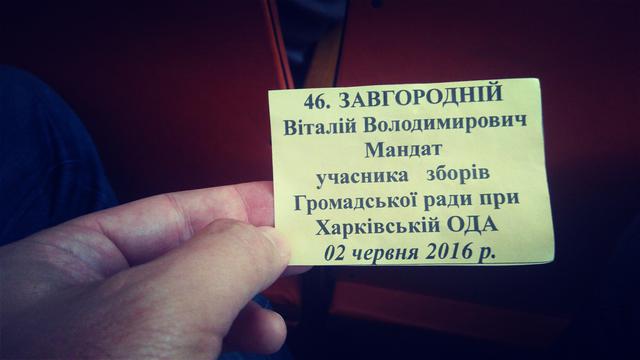 46. ЗАВГОРОДНІЙ
Віталій Володимирович
Мандат
учасника зборів
Громадської ради при
Харківській ОДА
02 червня 2016 р.